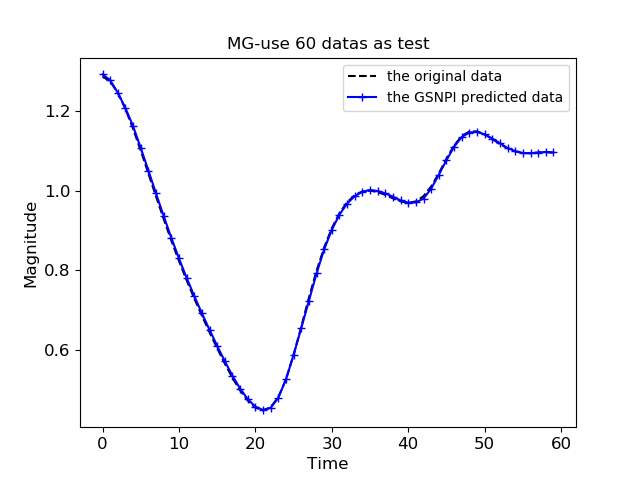 MG-use 60 datas as test
the original data
the GSNPI predicted data
1.2
1.0
0.8
0.6
Magnitude
0 10 20 30 40 50 60
Time